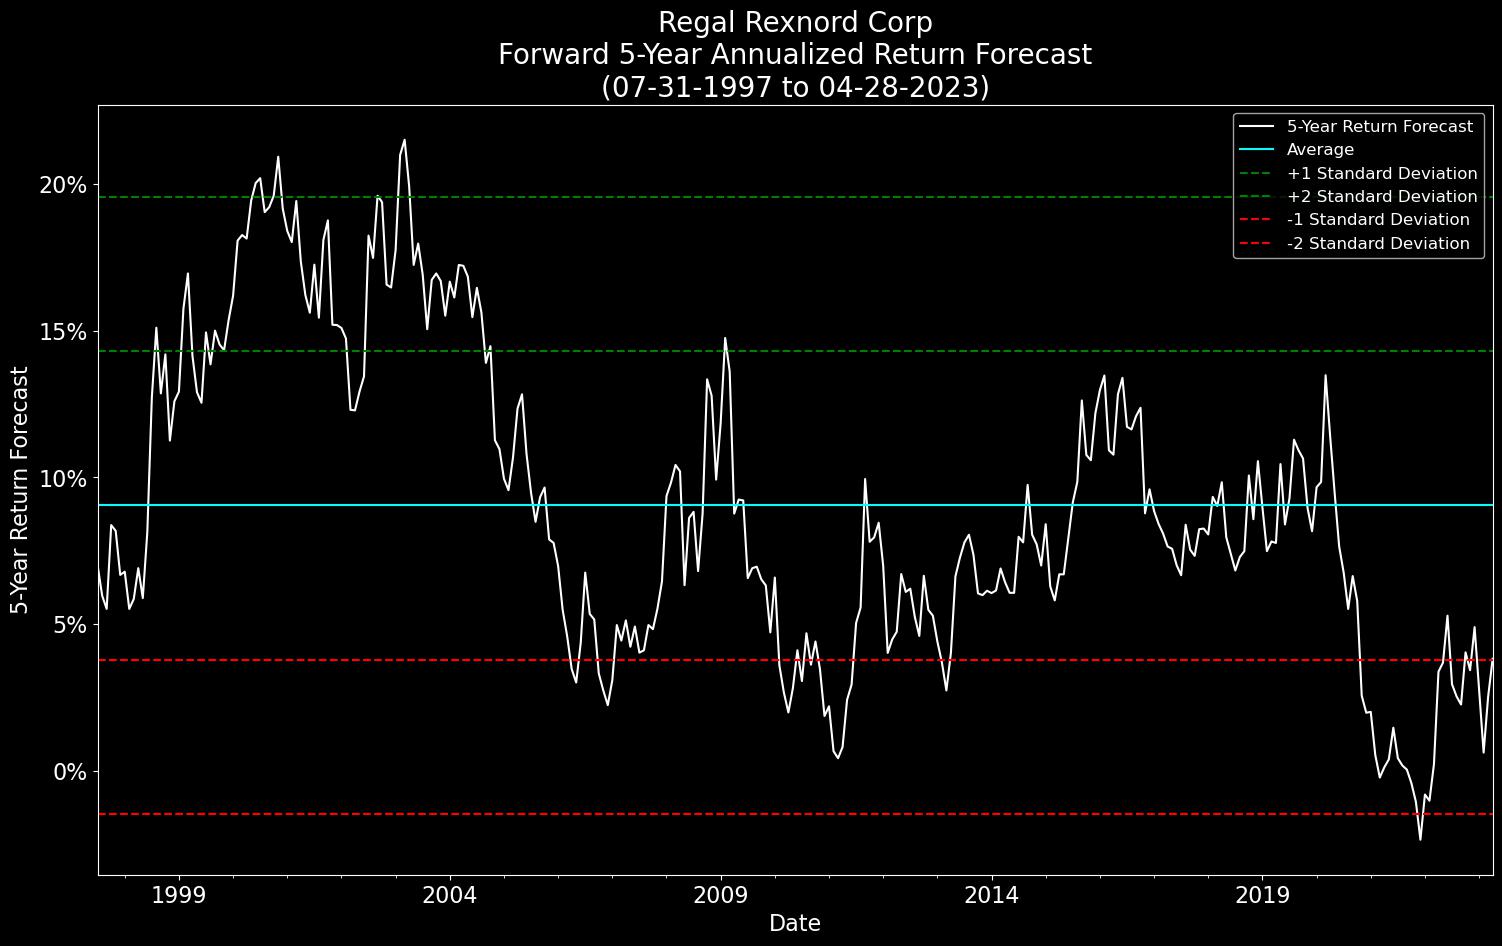 Regal Rexnord Corp
Forward 5-Year Annualized Return Forecast
(07-31-1997 to 04-28-2023)
5-Year Return Forecast
Average
+1 Standard Deviation
+2 Standard Deviation
-1 Standard Deviation
-2 Standard Deviation
5-Year Return Forecast
20%
15%
10%
5%
0%
1999
2004
2009
2014
2019
Date